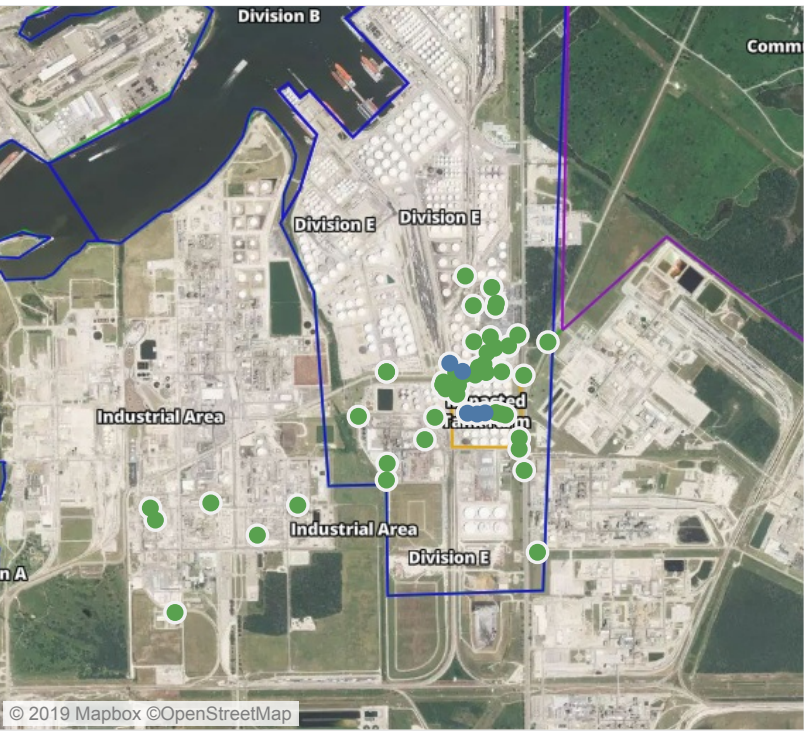 Division B
Comm
Division E
Division E
Industrial Area
Industrial Area
Division E
n A
© 2019 Mapbox ©OpenStreetMap